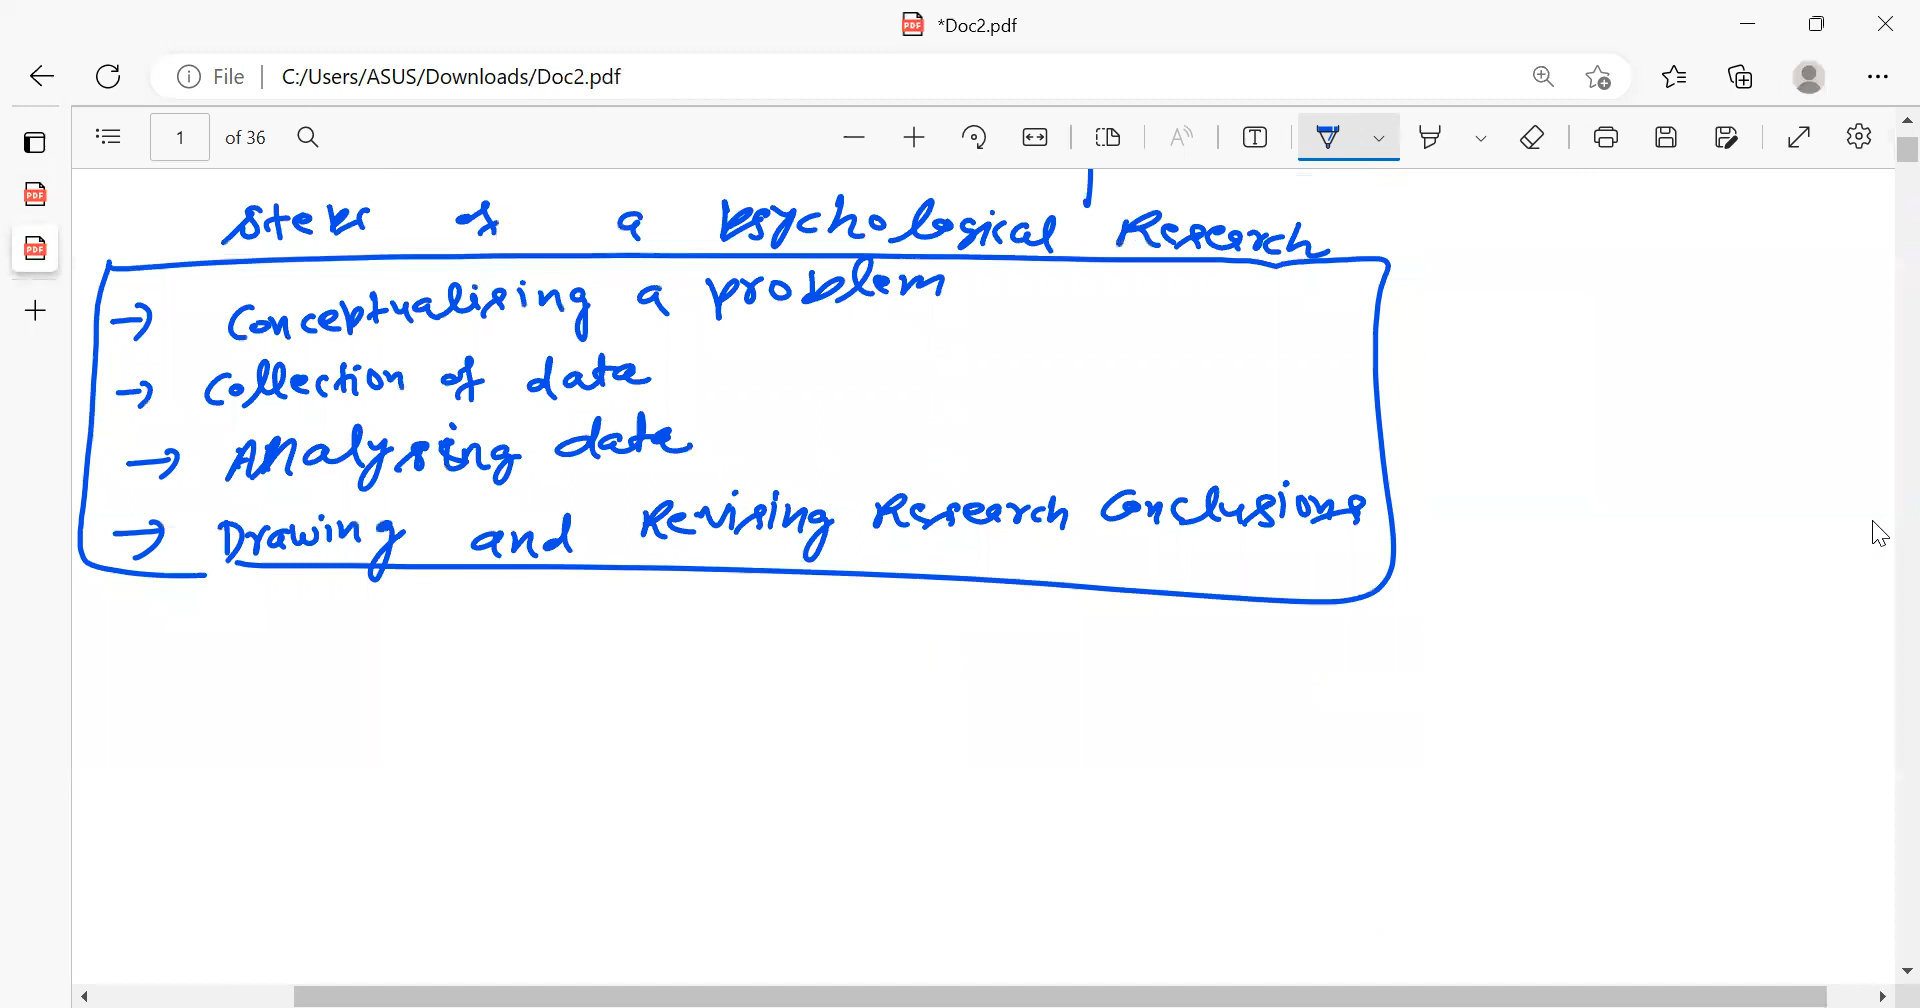 *Doc2.pdf
File | C:/Users/ASUS/Downloads/Doc2.pdf
1 of 36
Steps of a psychological Research
→ Conceptualising a problem
→ Collection of data
→ Analysing data
→ Drawing and Revising Research Conclusions